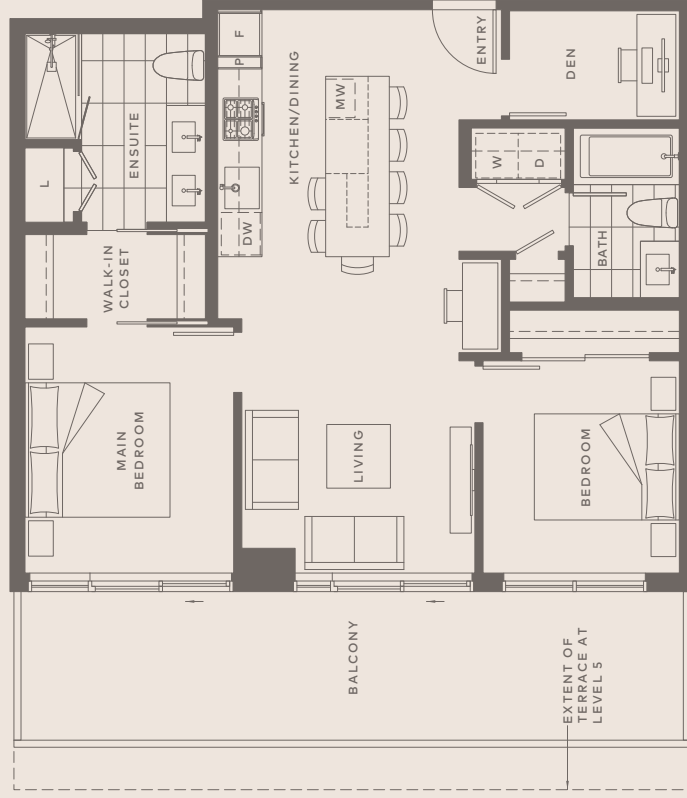 F
P
KITCHEN/DINING
ENTRY
DEN
MW
ENSUITE
L
W
D
DW
BATH
WALK-IN
CLOSET
MAIN
BEDROOM
LIVING
BEDROOM
BALCONY
EXTENT OF
TERRACE AT
LEVEL 5